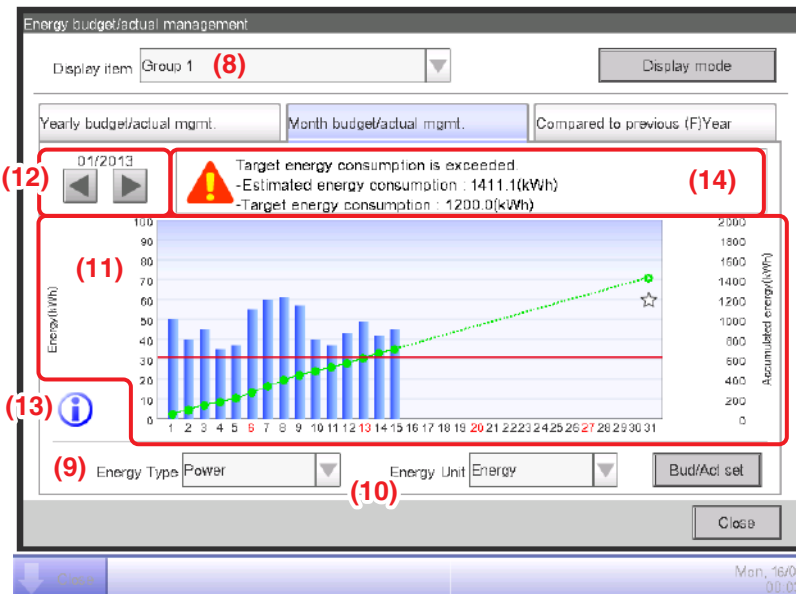 Energy budget/actual management
Display item Group 1 (8) Display mode
Yearly budget/actual mgmt. Month budget/actual mgmt. Compared to previous (F)Year
(12) 01/2013
Target energy consumption is exceeded.
-Estimated energy consumption : 1411.1(kWh)
-Target energy consumption : 1200.0(kWh)
(14)
(11)
Energy(kWh)
100
90
80
70
60
50
40
30
20
10
0
2000
1800
1600
1400
1200
1000
800
600
400
200
0
Accumulated energy(kWh)
(13)
1 2 3 4 5 6 7 8 9 10 11 12 13 14 15 16 17 18 19 20 21 22 23 24 25 26 27 28 29 30 31
(9) Energy Type Power (10) Energy Unit Energy Bud/Act set
Close
Close
Mon, 16/0